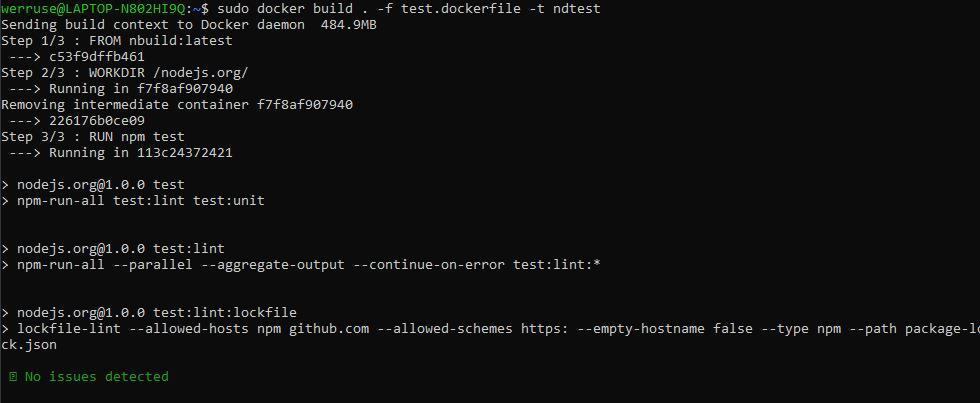 werruse@LAPTOP-N802HI9Q:~$ sudo docker build . -f test.dockerfile -t ndtest
Sending build context to Docker daemon  484.9MB
Step 1/3 : FROM nbuild:latest
 ---> c53f9dffb461
Step 2/3 : WORKDIR /nodejs.org/
 ---> Running in f7f8af907940
Removing intermediate container f7f8af907940
 ---> 226176b0ce09
Step 3/3 : RUN npm test
 ---> Running in 113c24372421
> nodejs.org@1.0.0 test
> npm-run-all test:lint test:unit
> nodejs.org@1.0.0 test:lint
> npm-run-all --parallel --aggregate-output --continue-on-error test:lint:*
> nodejs.org@1.0.0 test:lint:lockfile
> lockfile-lint --allowed-hosts npm github.com --allowed-schemes https: --empty-hostname false --type npm --path package-lo
ck.json
No issues detected